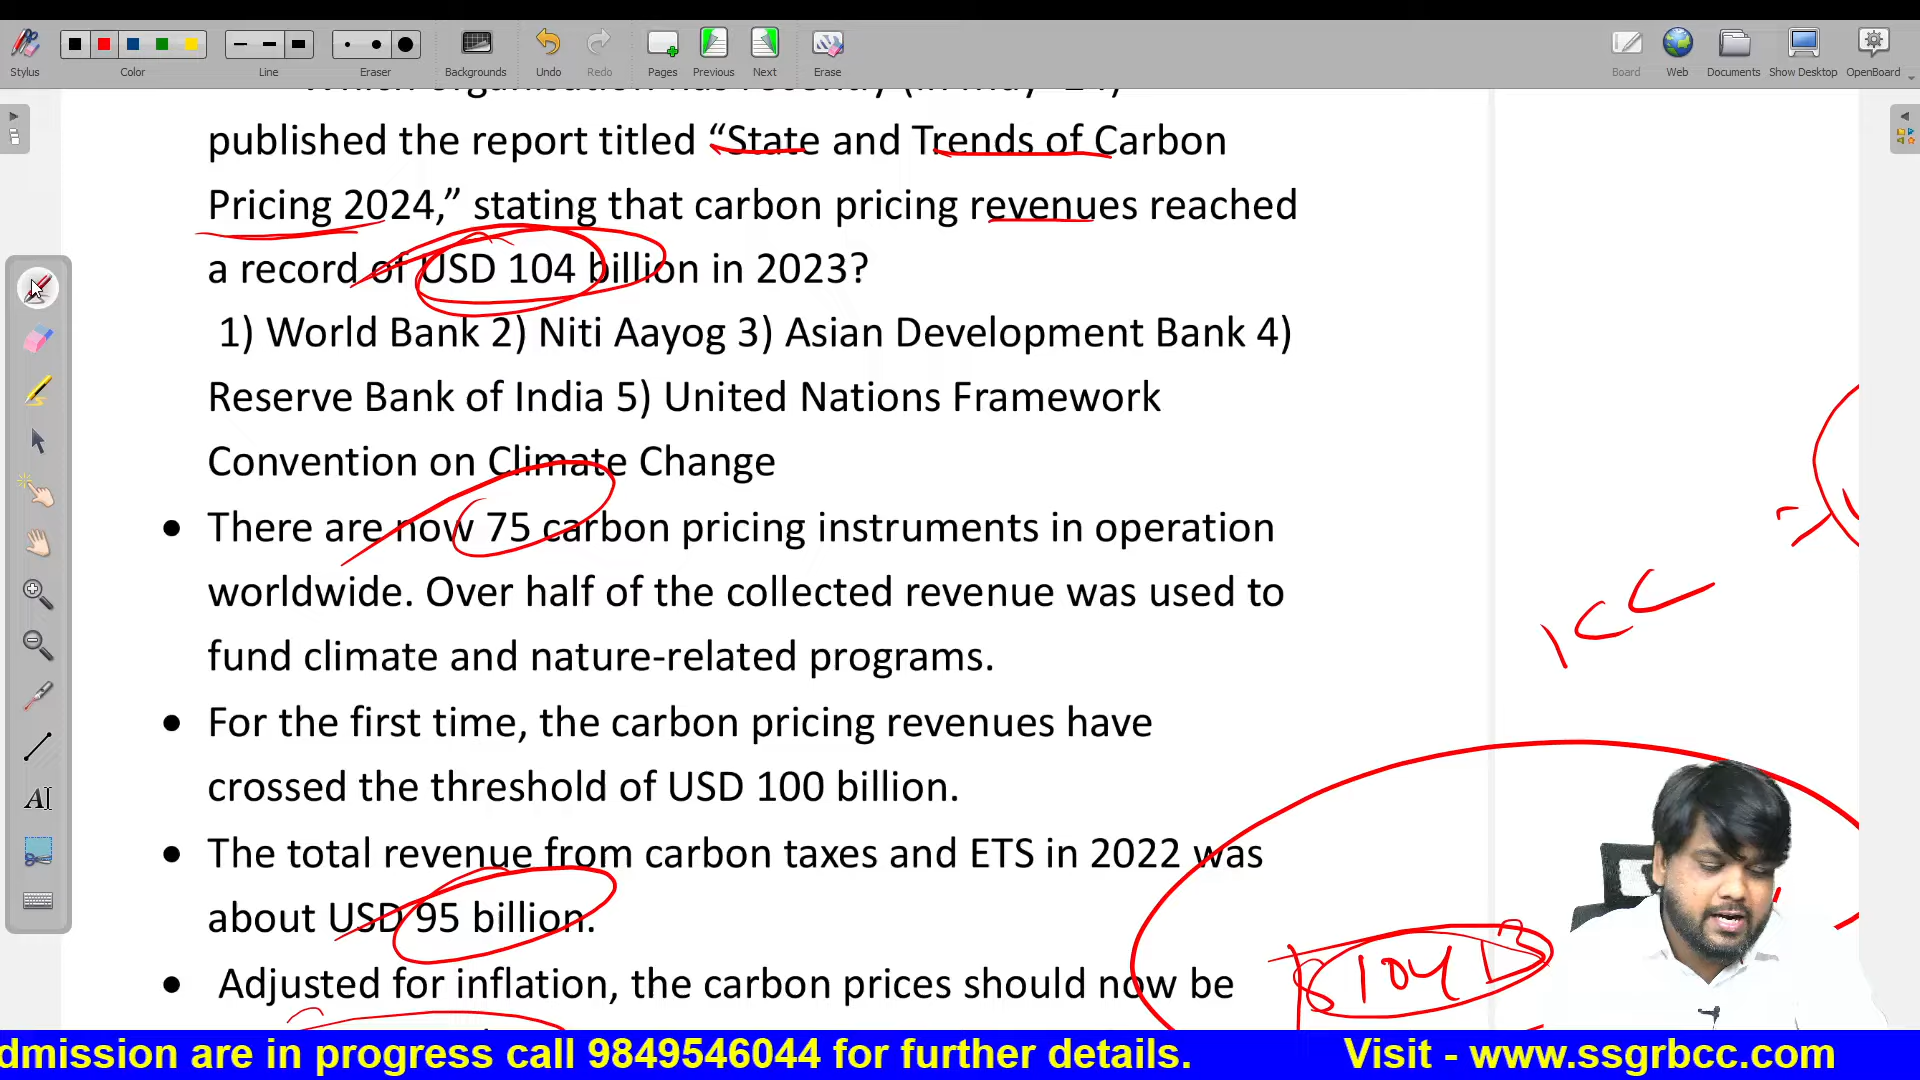 Stylus Color Line Eraser Backgrounds Undo Redo Pages Previous Next Erase Board Web Documents Show Desktop OpenBoard
Which organisation has recently (in May
published the report titled “State and Trends of Carbon
Pricing 2024,” stating that carbon pricing revenues reached
a record of USD 104 billion in 2023?
1) World Bank 2) Niti Aayog 3) Asian Development Bank 4)
Reserve Bank of India 5) United Nations Framework
Convention on Climate Change
• There are now 75 carbon pricing instruments in operation
worldwide. Over half of the collected revenue was used to
fund climate and nature-related programs.
• For the first time, the carbon pricing revenues have
crossed the threshold of USD 100 billion.
• The total revenue from carbon taxes and ETS in 2022 was
about USD 95 billion.
• Adjusted for inflation, the carbon prices should now be
$ 104 B
dmission are in progress call 9849546044 for further details. Visit - www.ssgrbcc.com